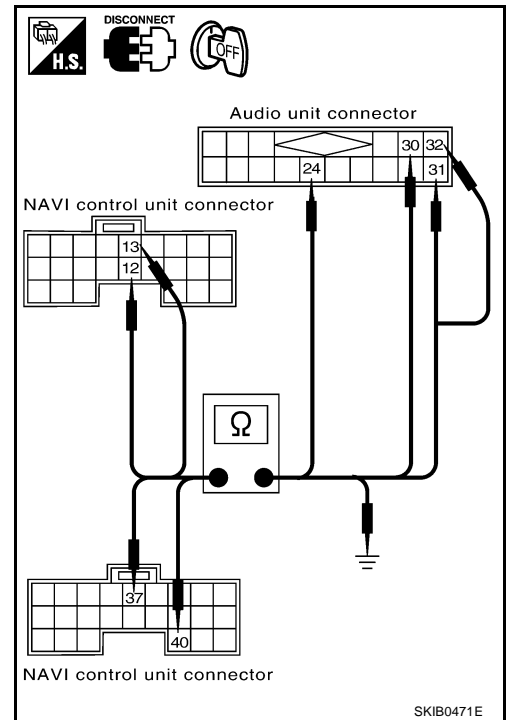 DISCONNECT
H.S.
OFF
Audio unit connector
30 32
24 31
NAVI control unit connector
13
12
Ω
37
40
NAVI control unit connector
SKIB0471E